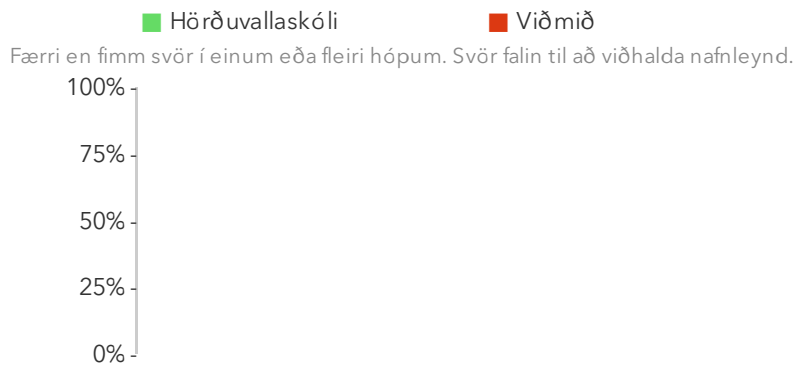 Hörðuvallaskóli Viðmið
Færri en fimm svör í einum eða fleiri hópum. Svör falin til að viðhalda nafnleynd.
100%
75%
50%
25%
0%